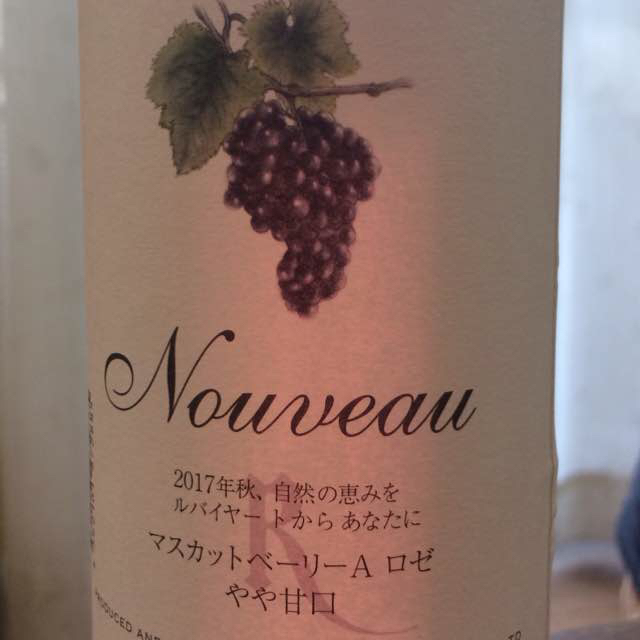 Nouveau
2017年秋、自然の恵みを
ルバイヤートから あなたに
マスカットベーリーA ロゼ
やや甘口
PRODUCED AND